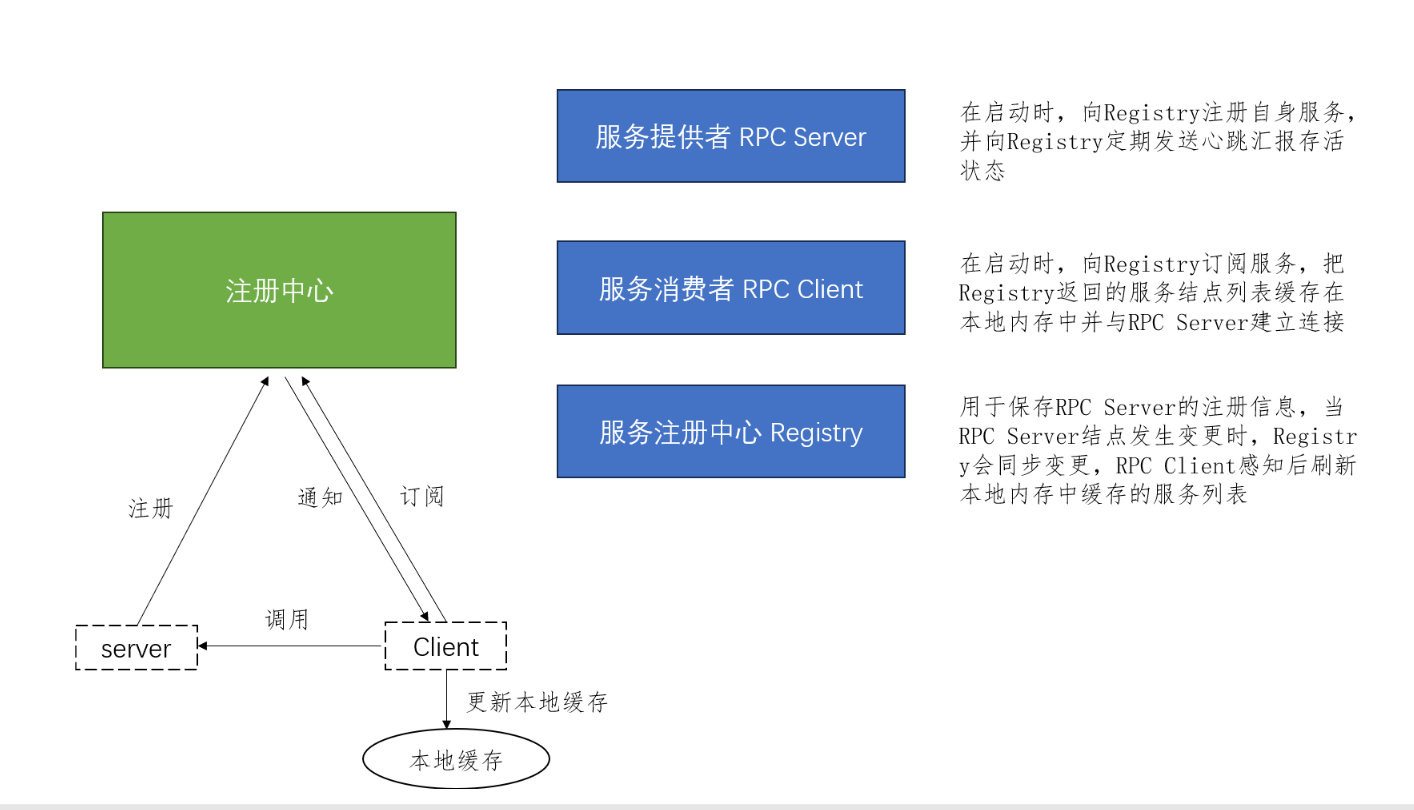 服务提供者 RPC Server
在启动时，向Registry注册自身服务，
并向Registry定期发送心跳汇报存活
状态
注册中心
服务消费者 RPC Client
在启动时，向Registry订阅服务，把
Registry返回的服务结点列表缓存在
本地内存中并与RPC Server建立连接
服务注册中心 Registry
用于保存RPC Server的注册信息，当
RPC Server结点发生变更时，Registr
y会同步变更，RPC Client感知后刷新
本地内存中缓存的服务列表
注册
通知
订阅
调用
server
Client
更新本地缓存
本地缓存